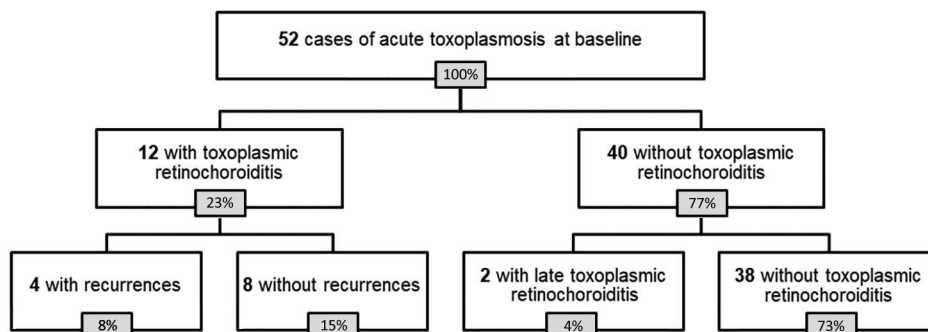 52 cases of acute toxoplasmosis at baseline
100%
12 with toxoplasmic
retinochoroiditis
23%
40 without toxoplasmic
retinochoroiditis
77%
4 with recurrences
8%
8 without recurrences
15%
2 with late toxoplasmic
retinochoroiditis
4%
38 without toxoplasmic
retinochoroiditis
73%